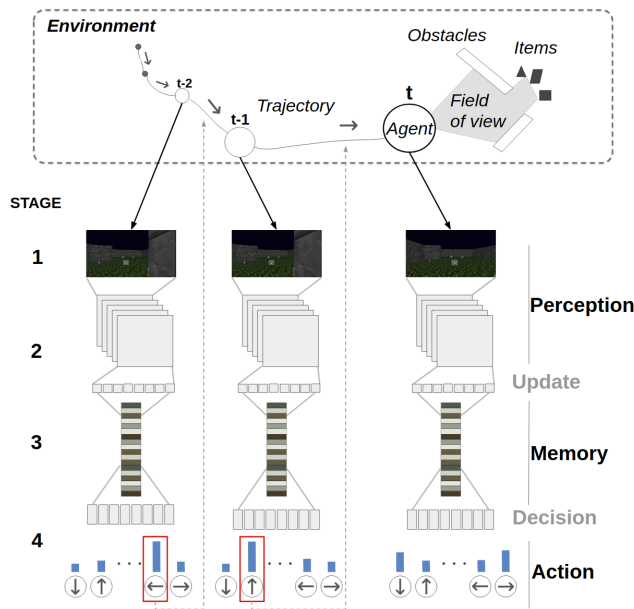 Environment
Obstacles
Items
t-2
t
Trajectory
t-1
Agent
Field
of view
STAGE
1
Perception
2
Update
3
Memory
Decision
4
Action